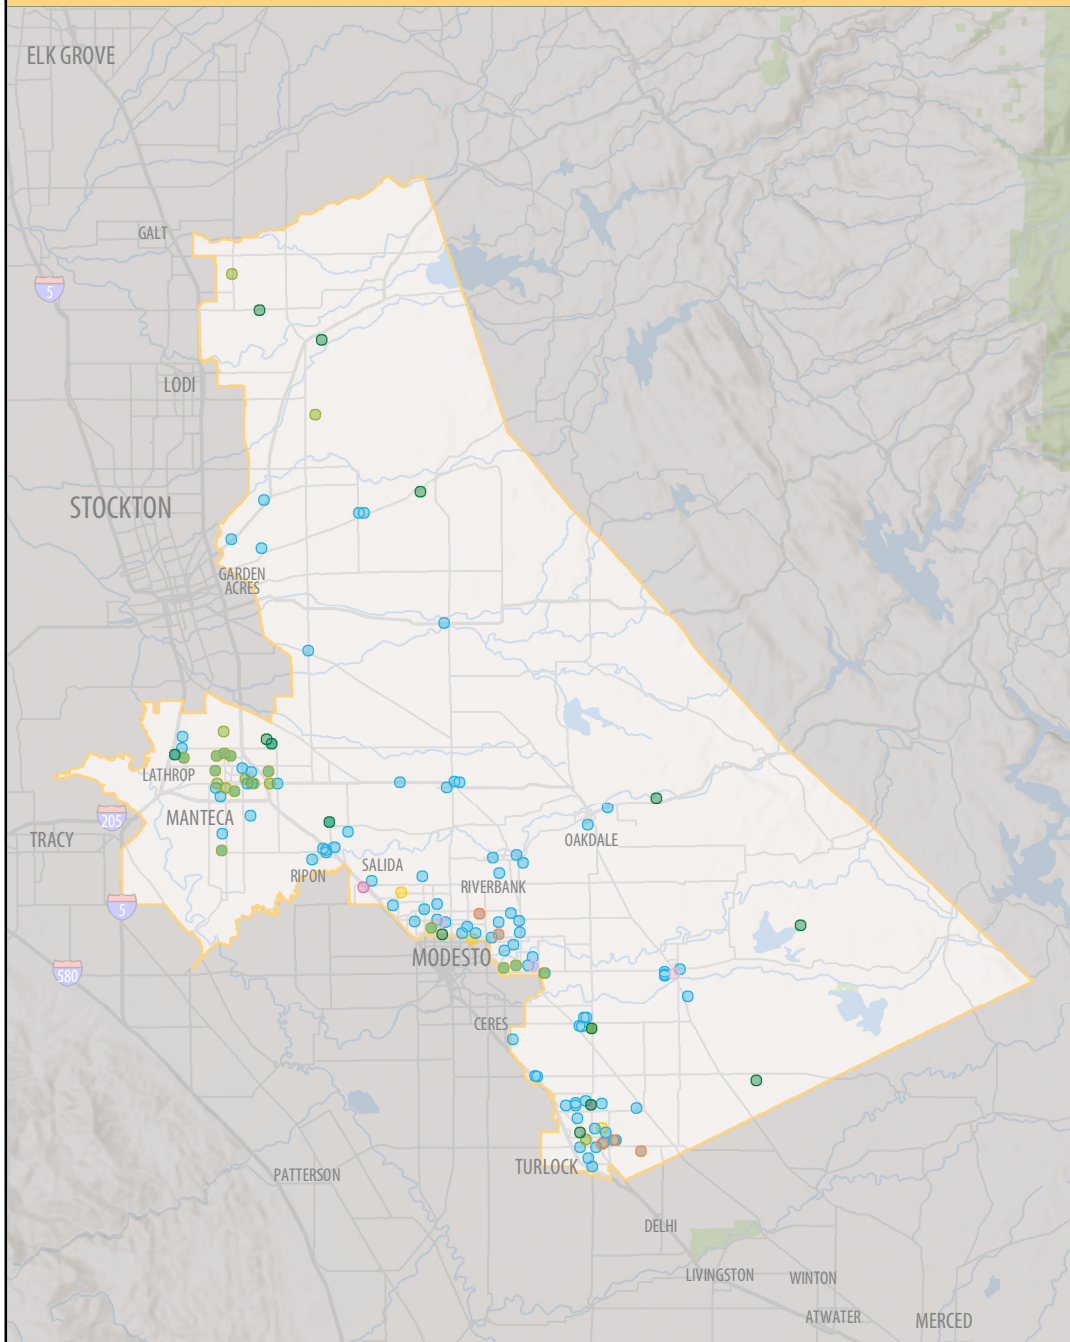 ELK GROVE
GALT
5
LODI
STOCKTON
GARDEN
ACRES
LATHROP
MANTECA
205
TRACY
OAKDALE
SALIDA
RIPON
RIVERBANK
5
MODESTO
580
CERES
TURLOCK
PATTERSON
DELHI
LIVINGSTON
WINTON
ATWATER
MERCED